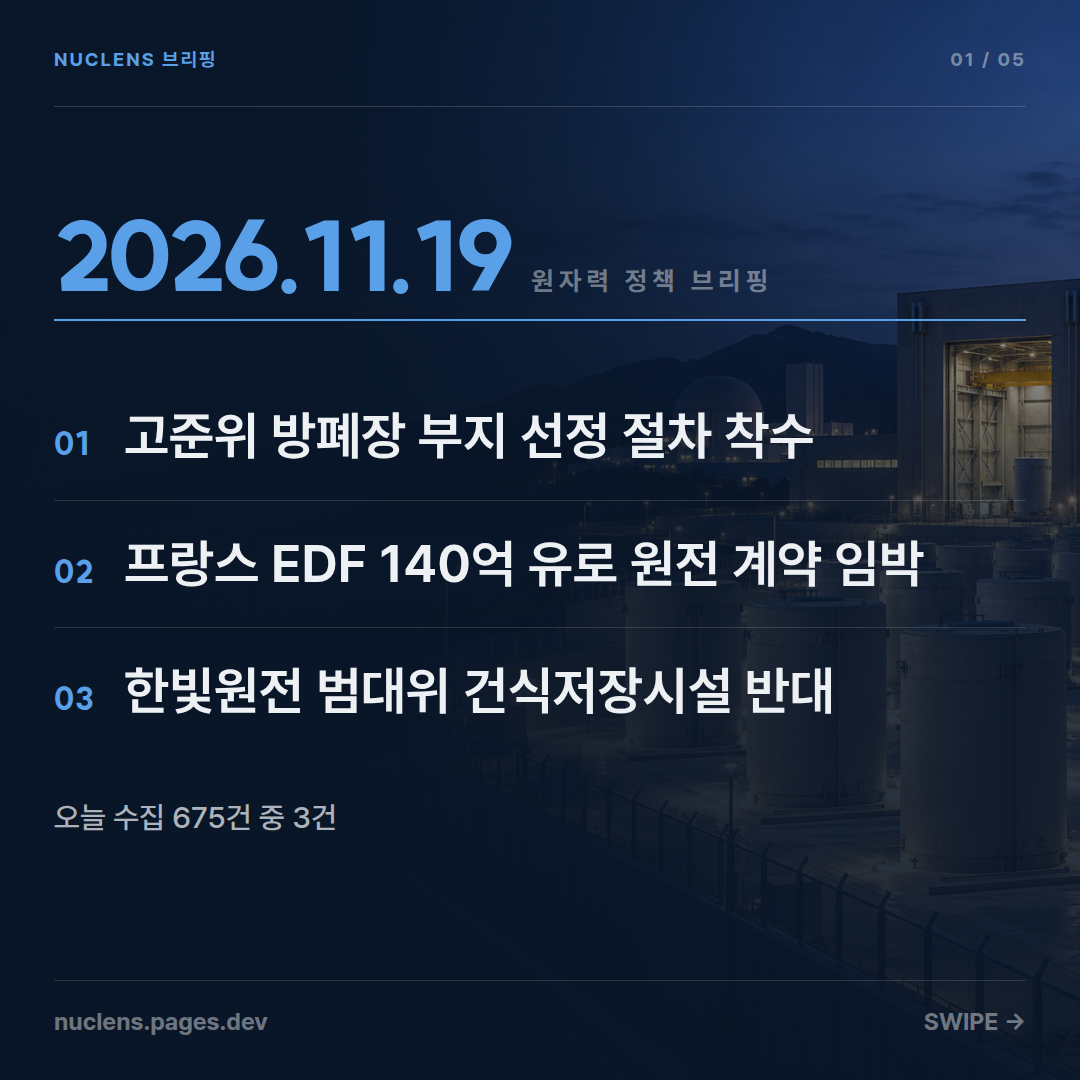 NUCLENS 브리핑
01 / 05
2026.11.19 원자력 정책 브리핑
01 고준위 방폐장 부지 선정 절차 착수
02 프랑스 EDF 140억 유로 원전 계약 임박
03 한빛원전 범대위 건식저장시설 반대
오늘 수집 675건 중 3건
nuclens.pages.dev
SWIPE →